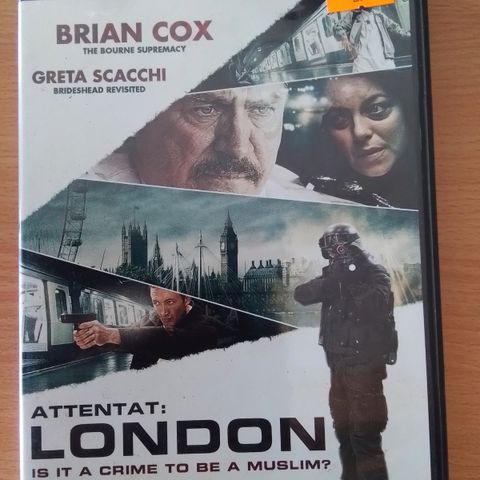 BRIAN COX
THE BOURNE SUPREMACY
GRETA SCACCHI
BRIDESHEAD REVISITED
ATTENTAT:
LONDON
IS IT A CRIME TO BE A MUSLIM?